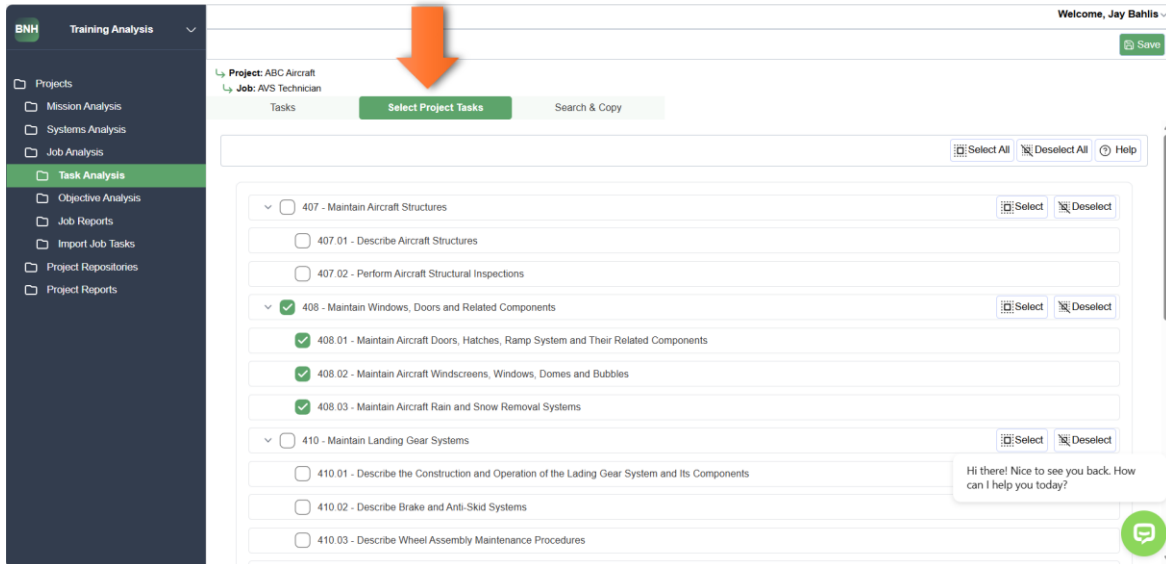 Welcome, Jay Bahlis
BNH
Training Analysis
Save
Project: ABC Aircraft
Job: AVS Technician
Projects
Mission Analysis
Systems Analysis
Job Analysis
Task Analysis
Objective Analysis
Job Reports
Import Job Tasks
Project Repositories
Project Reports
Tasks
Select Project Tasks
Search & Copy
Select All
Deselect All
Help
407 - Maintain Aircraft Structures
Select
Deselect
407.01 - Describe Aircraft Structures
407.02 - Perform Aircraft Structural Inspections
408 - Maintain Windows, Doors and Related Components
Select
Deselect
408.01 - Maintain Aircraft Doors, Hatches, Ramp System and Their Related Components
408.02 - Maintain Aircraft Windscreens, Windows, Domes and Bubbles
408.03 - Maintain Aircraft Rain and Snow Removal Systems
410 - Maintain Landing Gear Systems
Select
Deselect
410.01 - Describe the Construction and Operation of the Lading Gear System and Its Components
410.02 - Describe Brake and Anti-Skid Systems
410.03 - Describe Wheel Assembly Maintenance Procedures
Hi there! Nice to see you back. How
can I help you today?